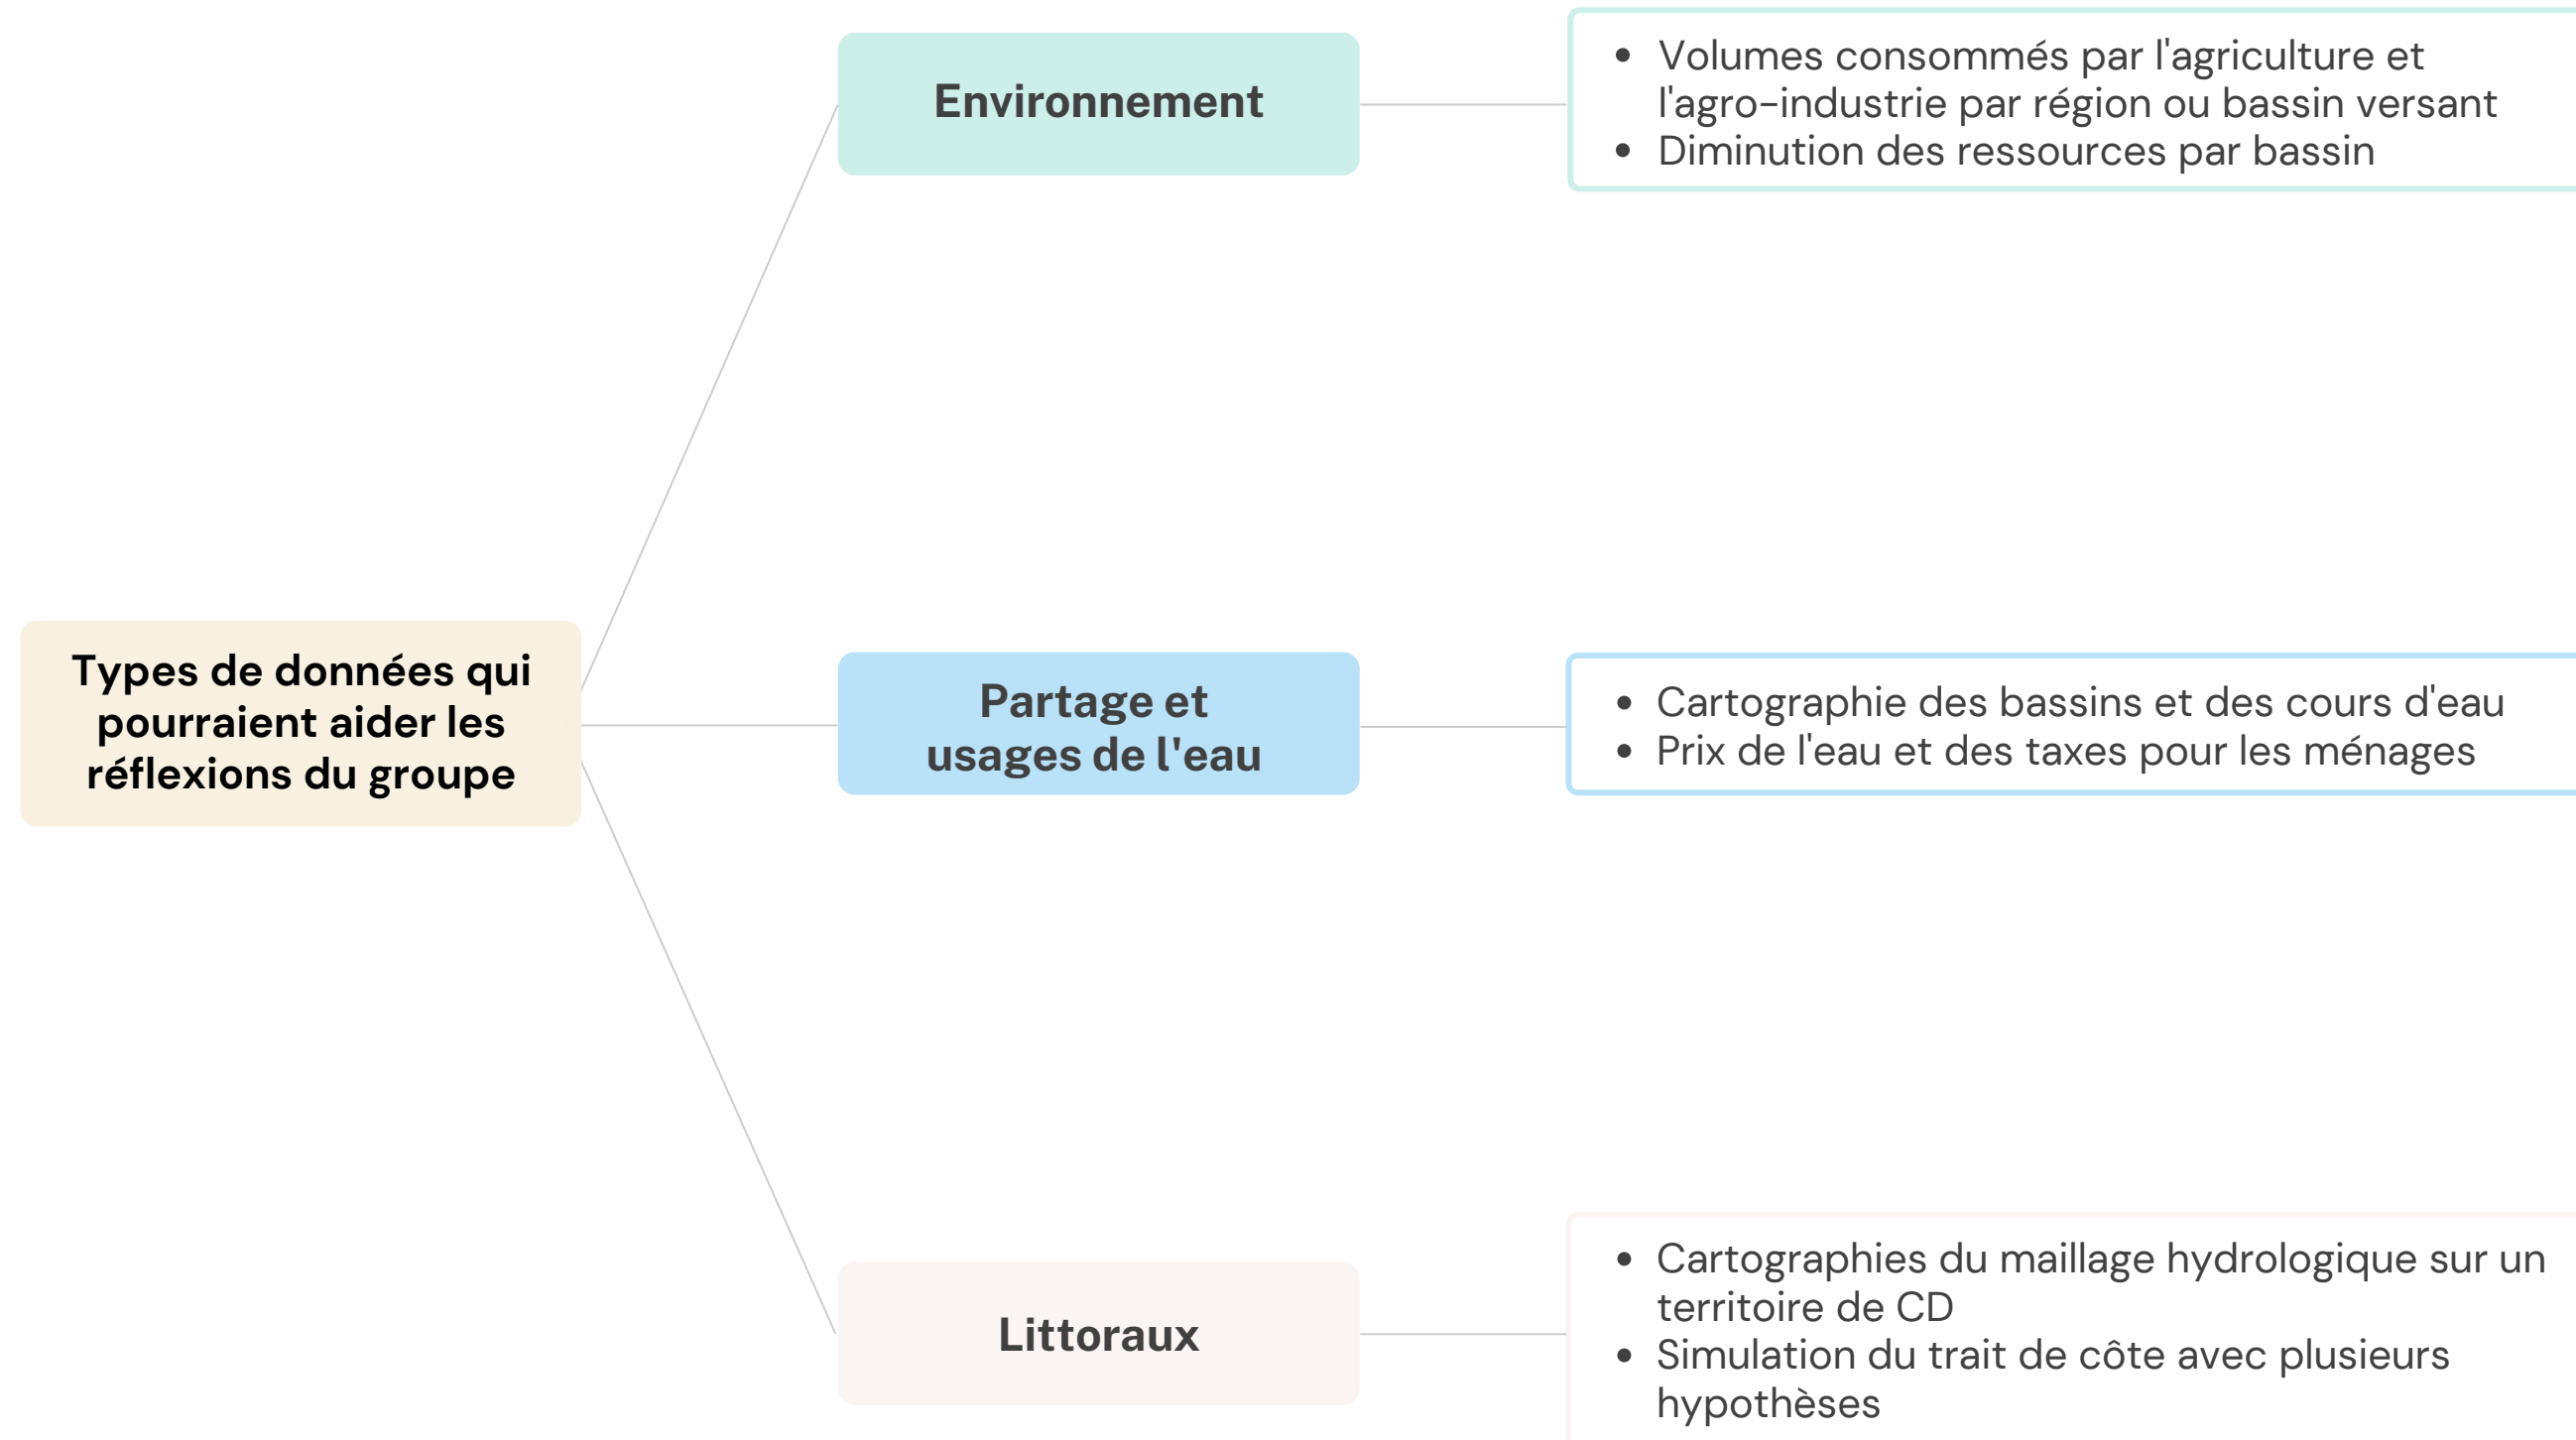 Environnement
• Volumes consommés par l'agriculture et
l'agro-industrie par région ou bassin versant
• Diminution des ressources par bassin
Types de données qui
pourraient aider les
réflexions du groupe
Partage et
usages de l'eau
• Cartographie des bassins et des cours d'eau
• Prix de l'eau et des taxes pour les ménages
Littoraux
• Cartographies du maillage hydrologique sur un
territoire de CD
• Simulation du trait de côte avec plusieurs
hypothèses